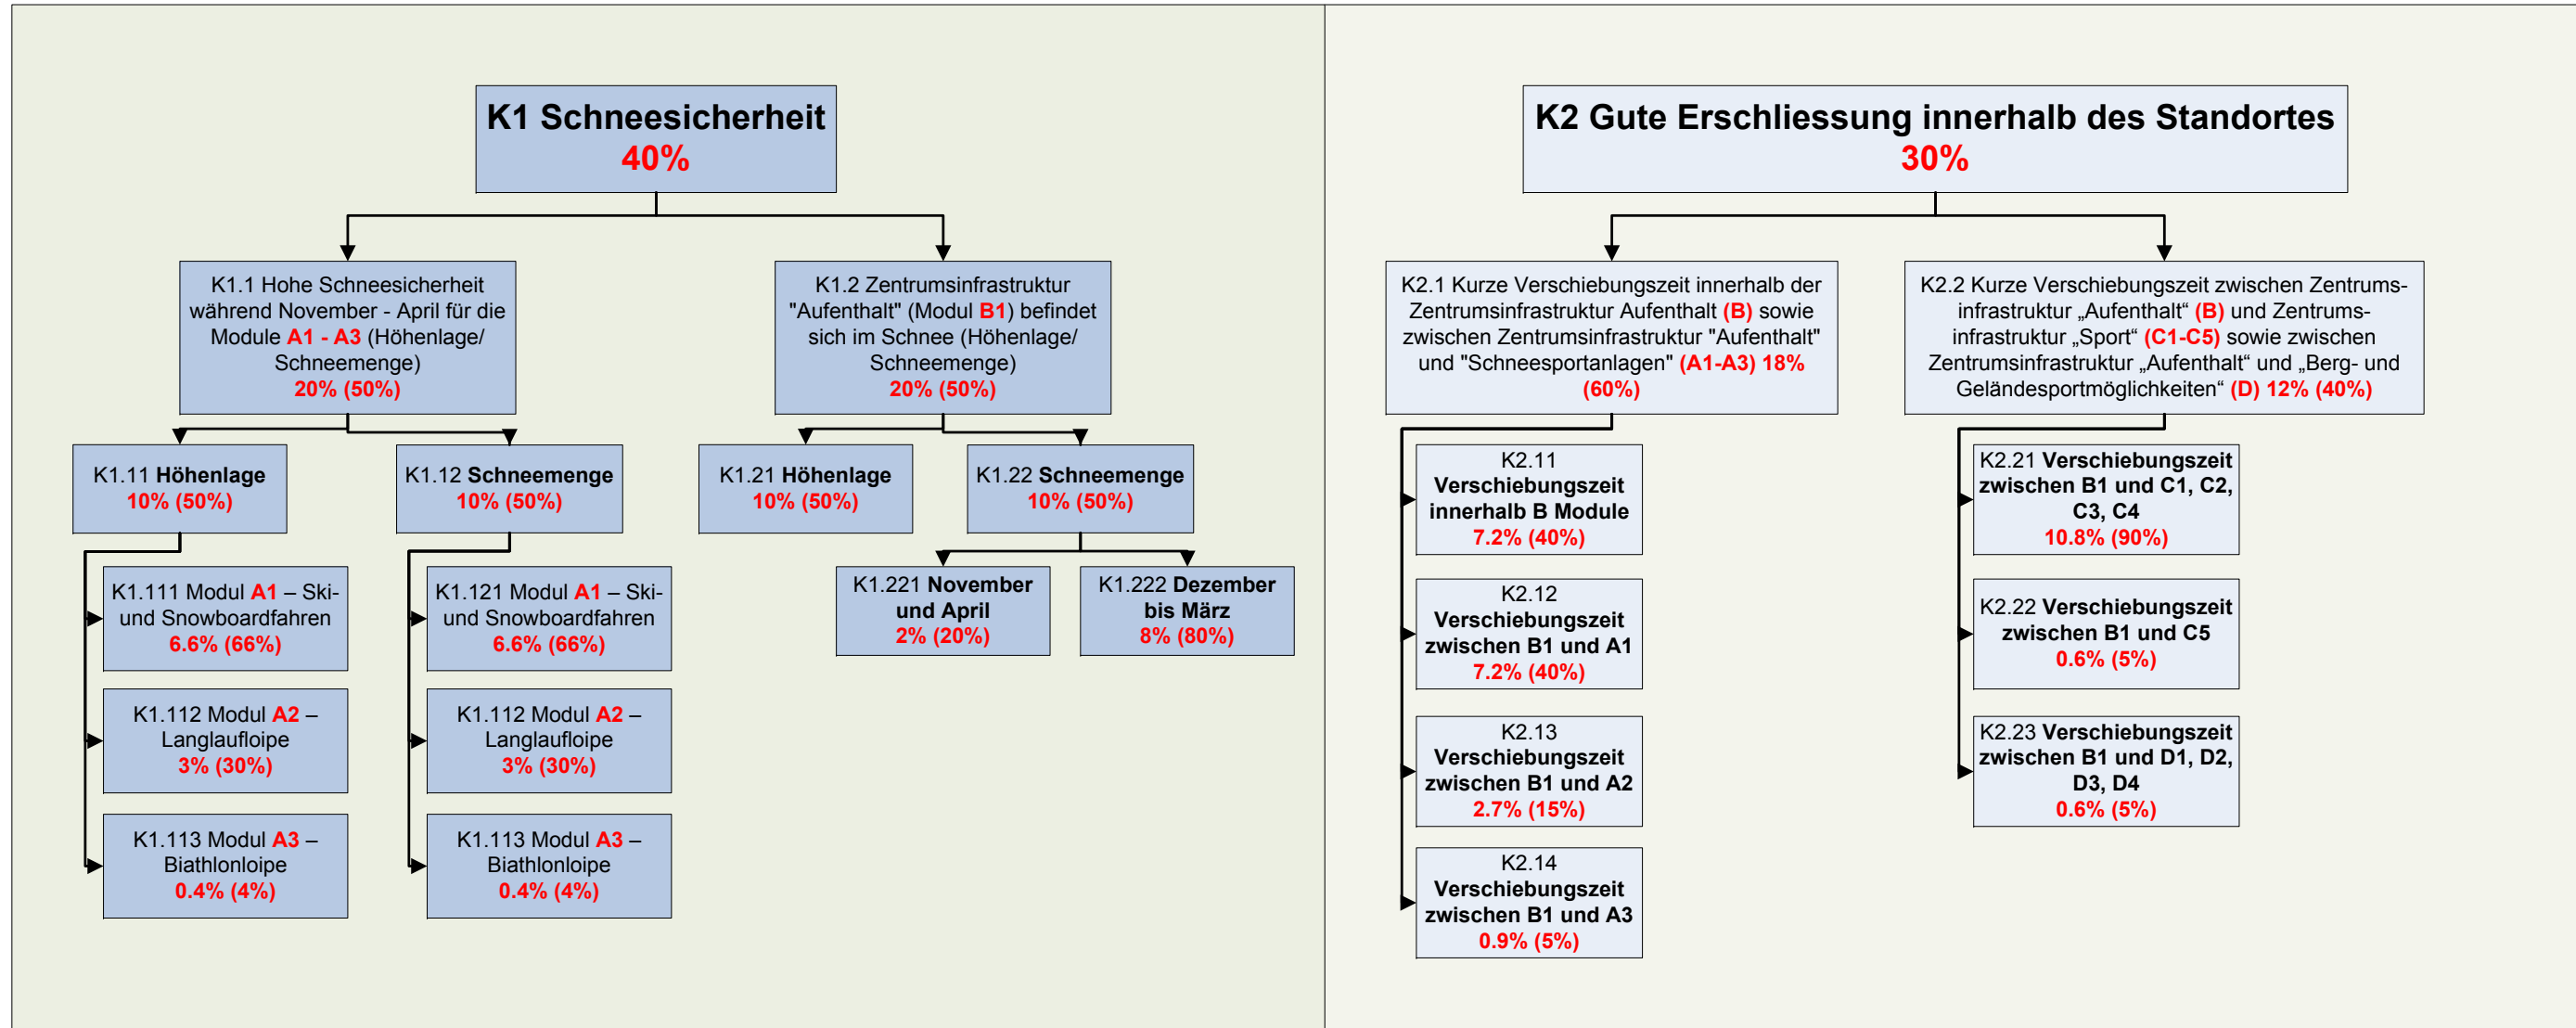 K1 Schneesicherheit
40%
K1.1 Hohe Schneesicherheit
während November - April für die
Module A1 - A3 (Höhenlage/
Schneemenge)
20% (50%)
K1.2 Zentrumsinfrastruktur
"Aufenthalt" (Modul B1) befindet
sich im Schnee (Höhenlage/
Schneemenge)
20% (50%)
K1.11 Höhenlage
10% (50%)
K1.12 Schneemenge
10% (50%)
K1.21 Höhenlage
10% (50%)
K1.22 Schneemenge
10% (50%)
K1.111 Modul A1 – Ski-
und Snowboardfahren
6.6% (66%)
K1.112 Modul A2 –
Langlaufloipe
3% (30%)
K1.113 Modul A3 –
Biathlonloipe
0.4% (4%)
K1.121 Modul A1 – Ski-
und Snowboardfahren
6.6% (66%)
K1.112 Modul A2 –
Langlaufloipe
3% (30%)
K1.113 Modul A3 –
Biathlonloipe
0.4% (4%)
K1.221 November
und April
2% (20%)
K1.222 Dezember
bis März
8% (80%)
K2 Gute Erschliessung innerhalb des Standortes
30%
K2.1 Kurze Verschiebungszeit innerhalb der
Zentrumsinfrastruktur Aufenthalt (B) sowie
zwischen Zentrumsinfrastruktur "Aufenthalt"
und "Schneesportanlagen" (A1-A3) 18%
(60%)
K2.2 Kurze Verschiebungszeit zwischen Zentrums-
infrastruktur „Aufenthalt“ (B) und Zentrums-
infrastruktur „Sport“ (C1-C5) sowie zwischen
Zentrumsinfrastruktur „Aufenthalt“ und „Berg- und
Geländesportmöglichkeiten“ (D) 12% (40%)
K2.11
Verschiebungszeit
innerhalb B Module
7.2% (40%)
K2.12
Verschiebungszeit
zwischen B1 und A1
7.2% (40%)
K2.13
Verschiebungszeit
zwischen B1 und A2
2.7% (15%)
K2.14
Verschiebungszeit
zwischen B1 und A3
0.9% (5%)
K2.21 Verschiebungszeit
zwischen B1 und C1, C2,
C3, C4
10.8% (90%)
K2.22 Verschiebungszeit
zwischen B1 und C5
0.6% (5%)
K2.23 Verschiebungszeit
zwischen B1 und D1, D2,
D3, D4
0.6% (5%)